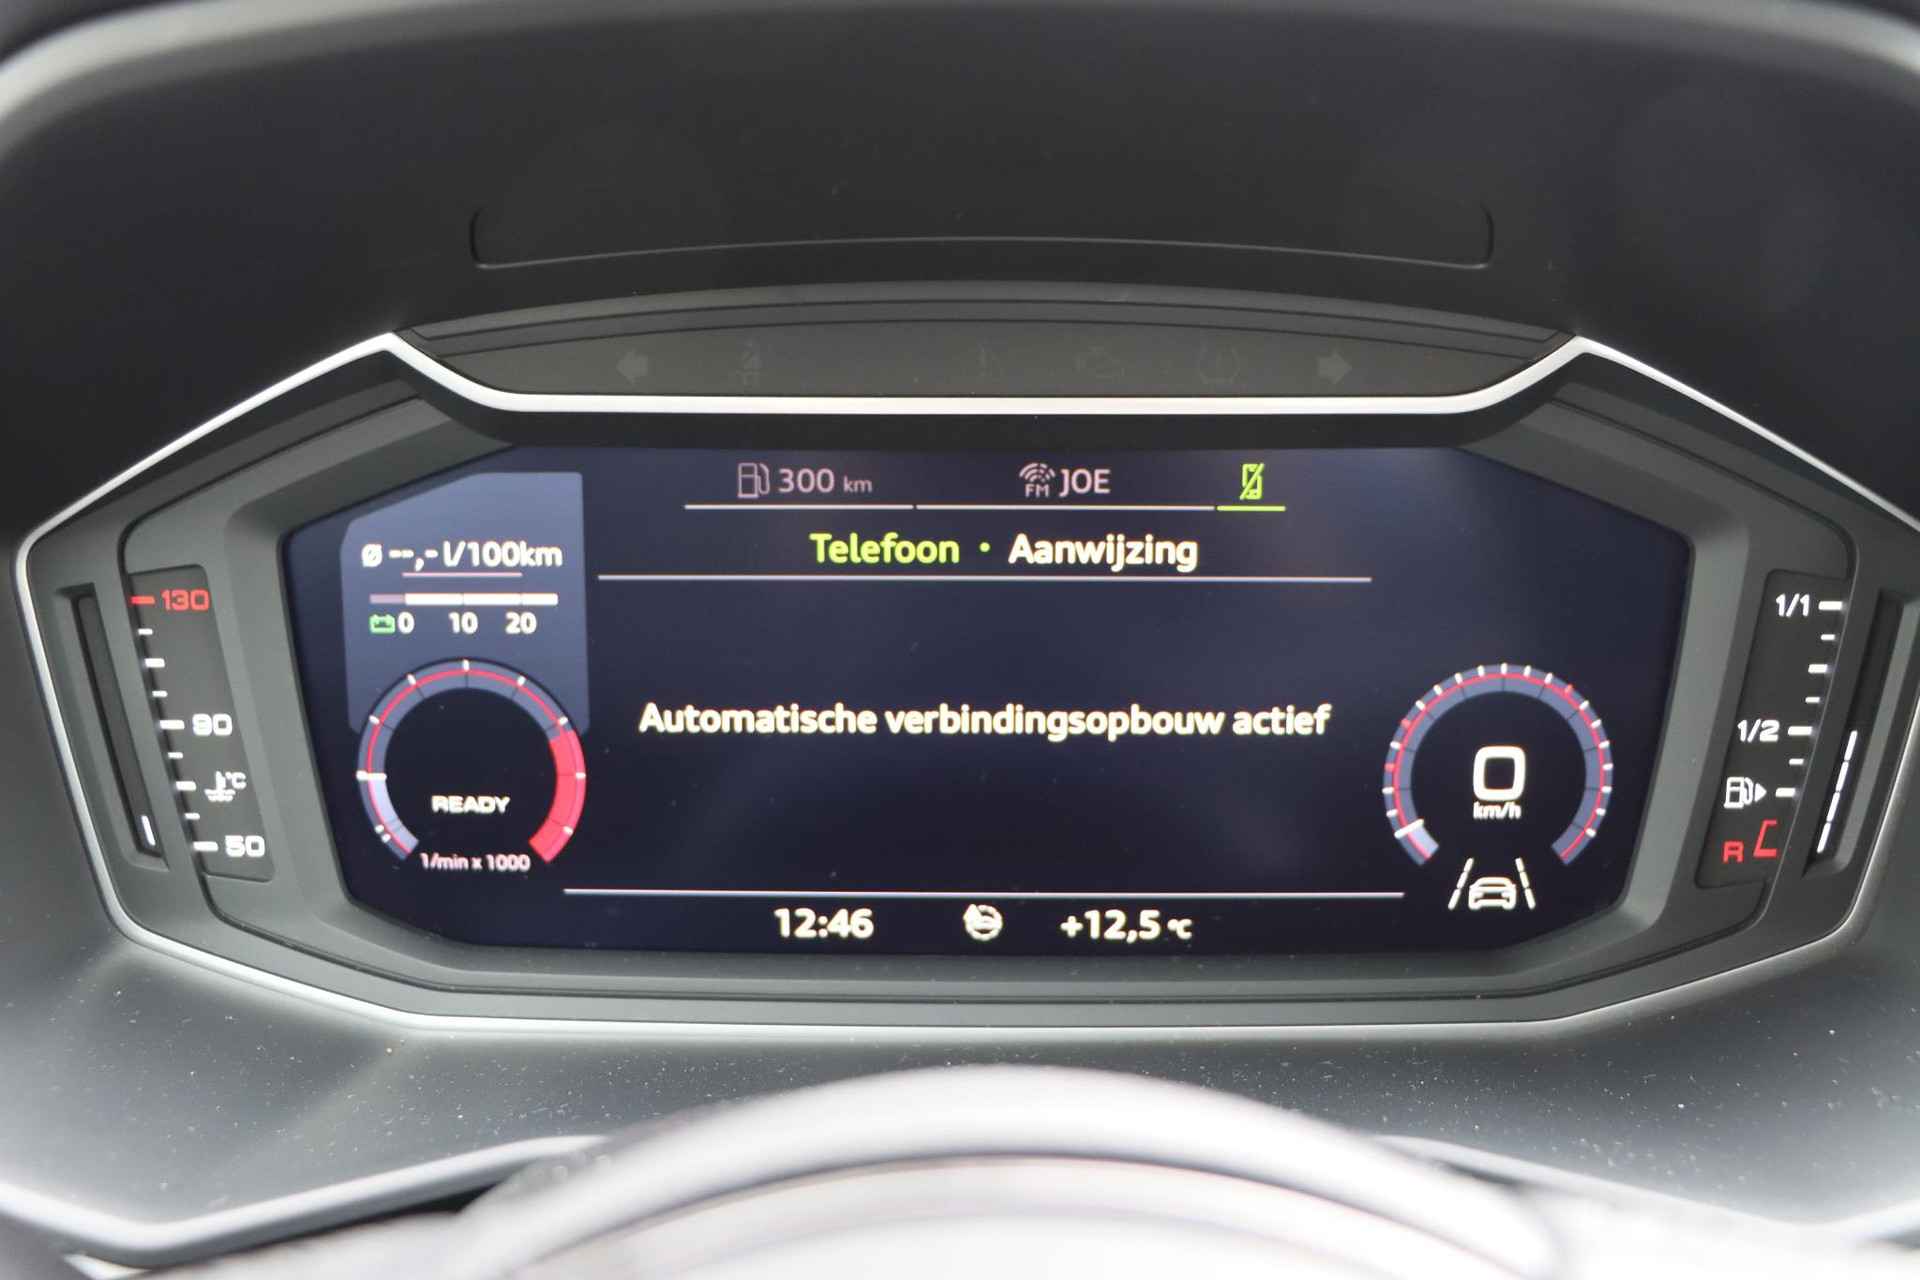 300 km FM JOE
Telefoon • Aanwijzing
Ø --,- l/100km
0 10 20
130
90
°C
50
1/1
1/2
R
Automatische verbindingsopbouw actief
READY
1/min x 1000
0
km/h
12:46 +12,5 °C